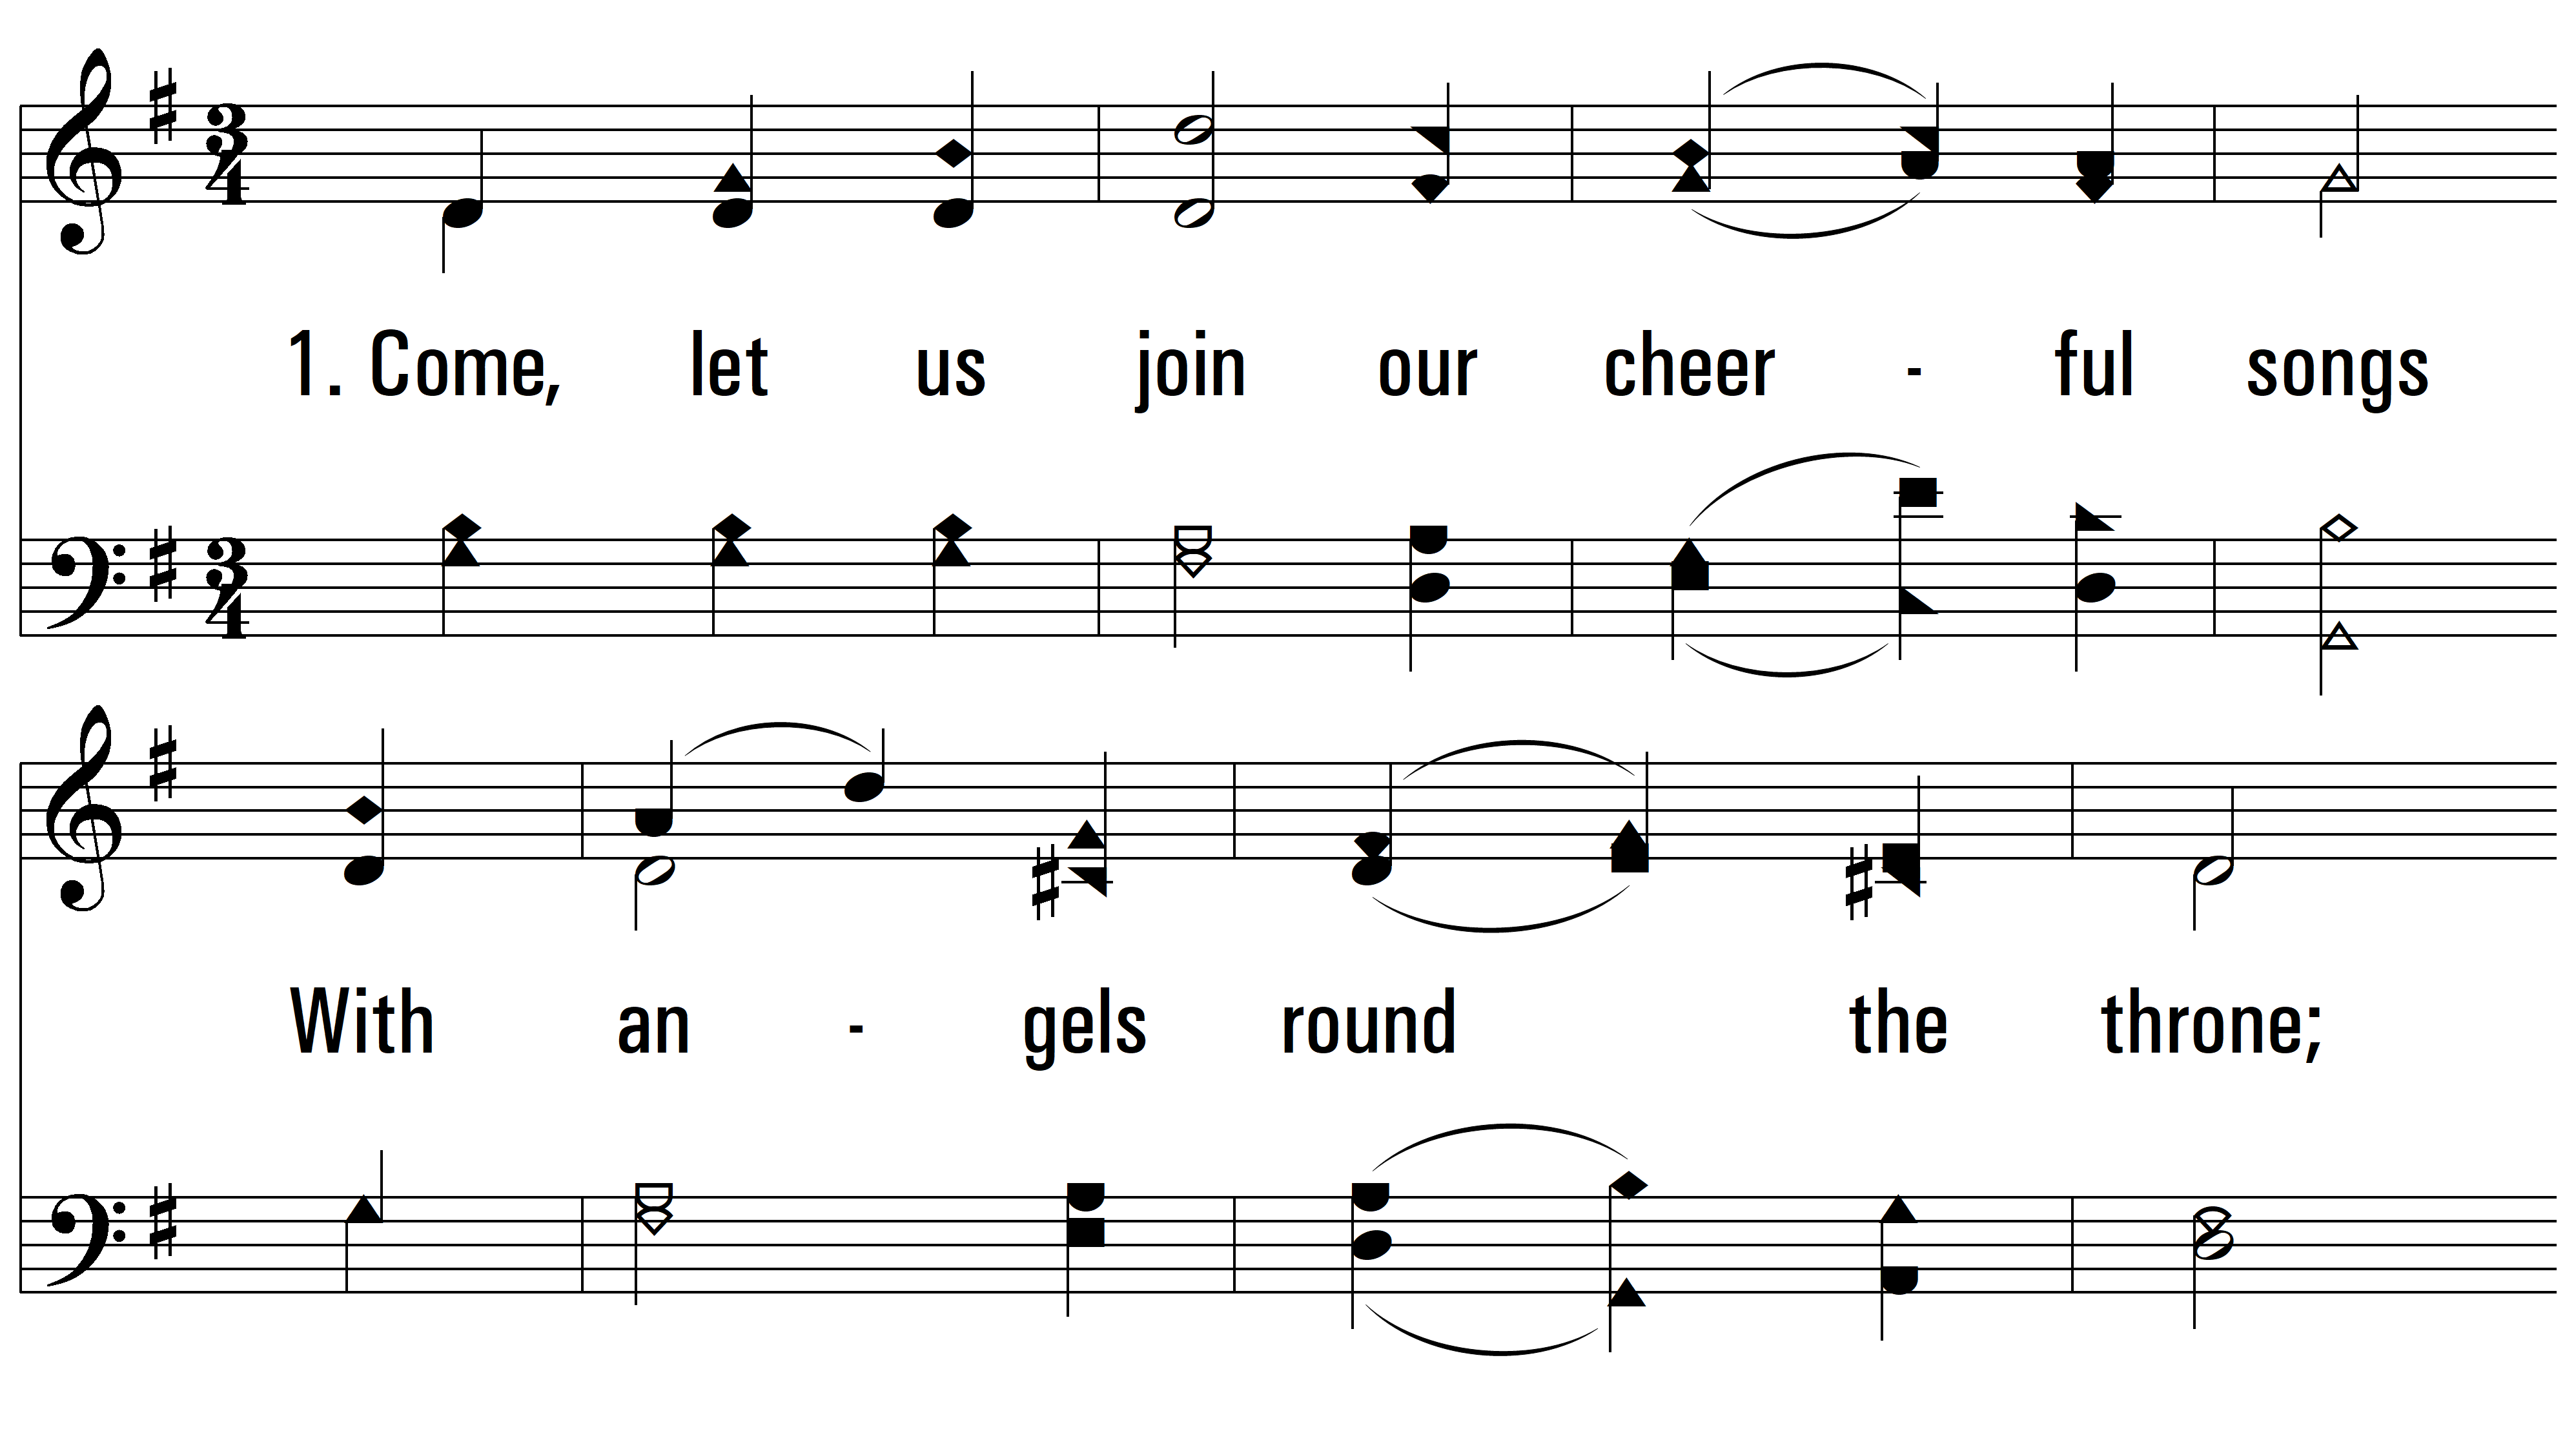 1. Come, let us join our cheer - ful songs
With an - gels round the throne;